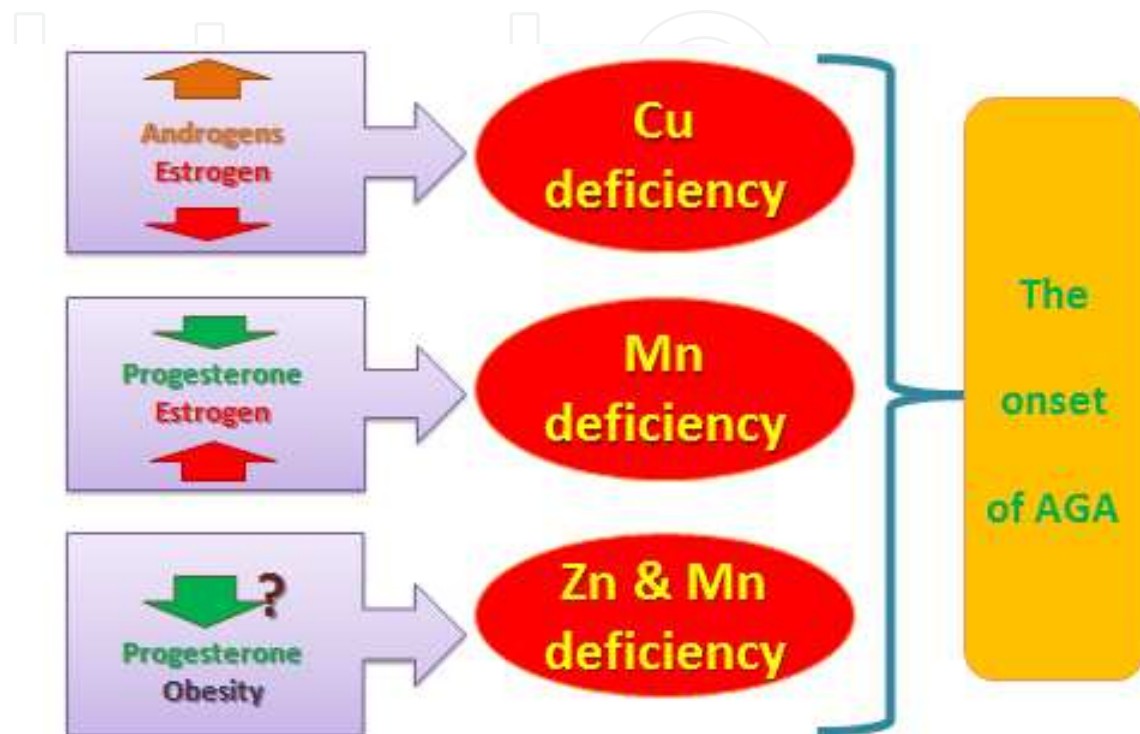 Androgens
Estrogen
Cu
deficiency
Progesterone
Estrogen
Mn
deficiency
?
Progesterone
Obesity
Zn & Mn
deficiency
The
onset
of AGA